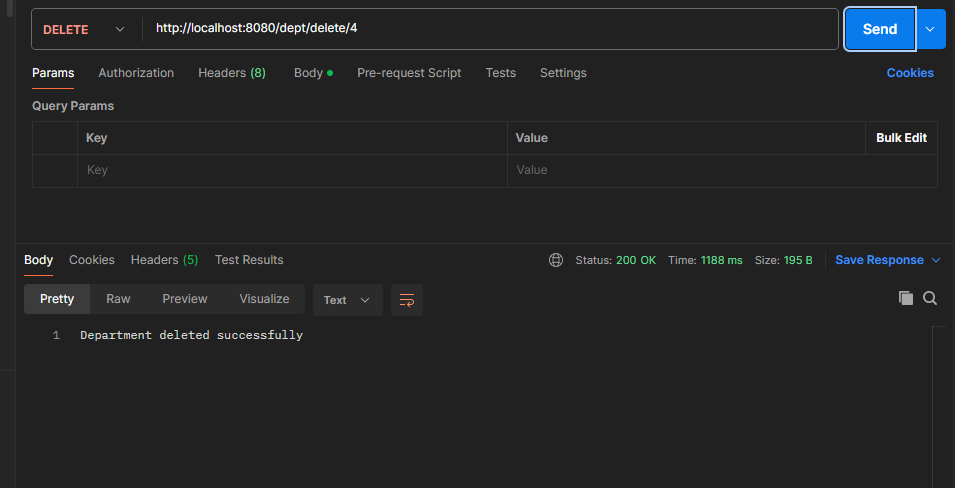 DELETE http://localhost:8080/dept/delete/4 Send
Params Authorization Headers (8) Body Pre-request Script Tests Settings Cookies
Query Params
Key Value Bulk Edit
Key Value
Body Cookies Headers (5) Test Results Status: 200 OK Time: 1188 ms Size: 195 B Save Response
Pretty Raw Preview Visualize Text
1 Department deleted successfully